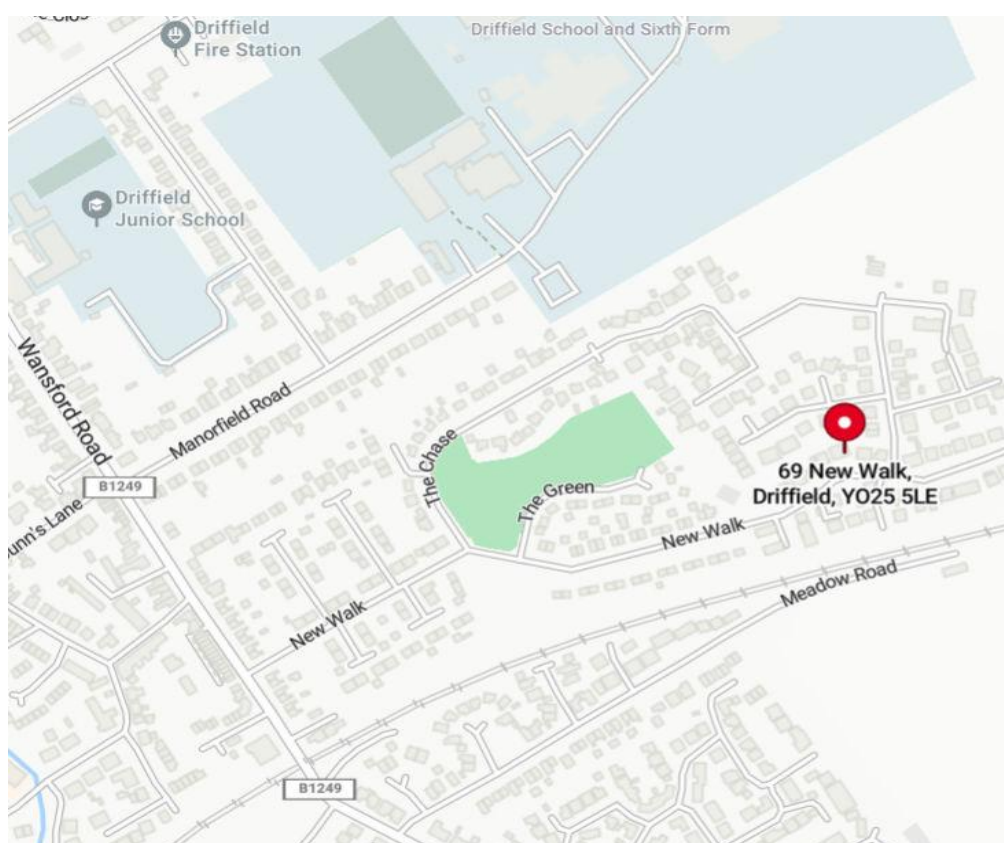 Driffield
Fire Station
Driffield School and Sixth Form
Driffield
Junior School
Wansford Road
Manorfield Road
B1249
The Chase
The Green
69 New Walk,
Driffield, YO25 5LE
New Walk
Meadow Road
New Walk
B1249